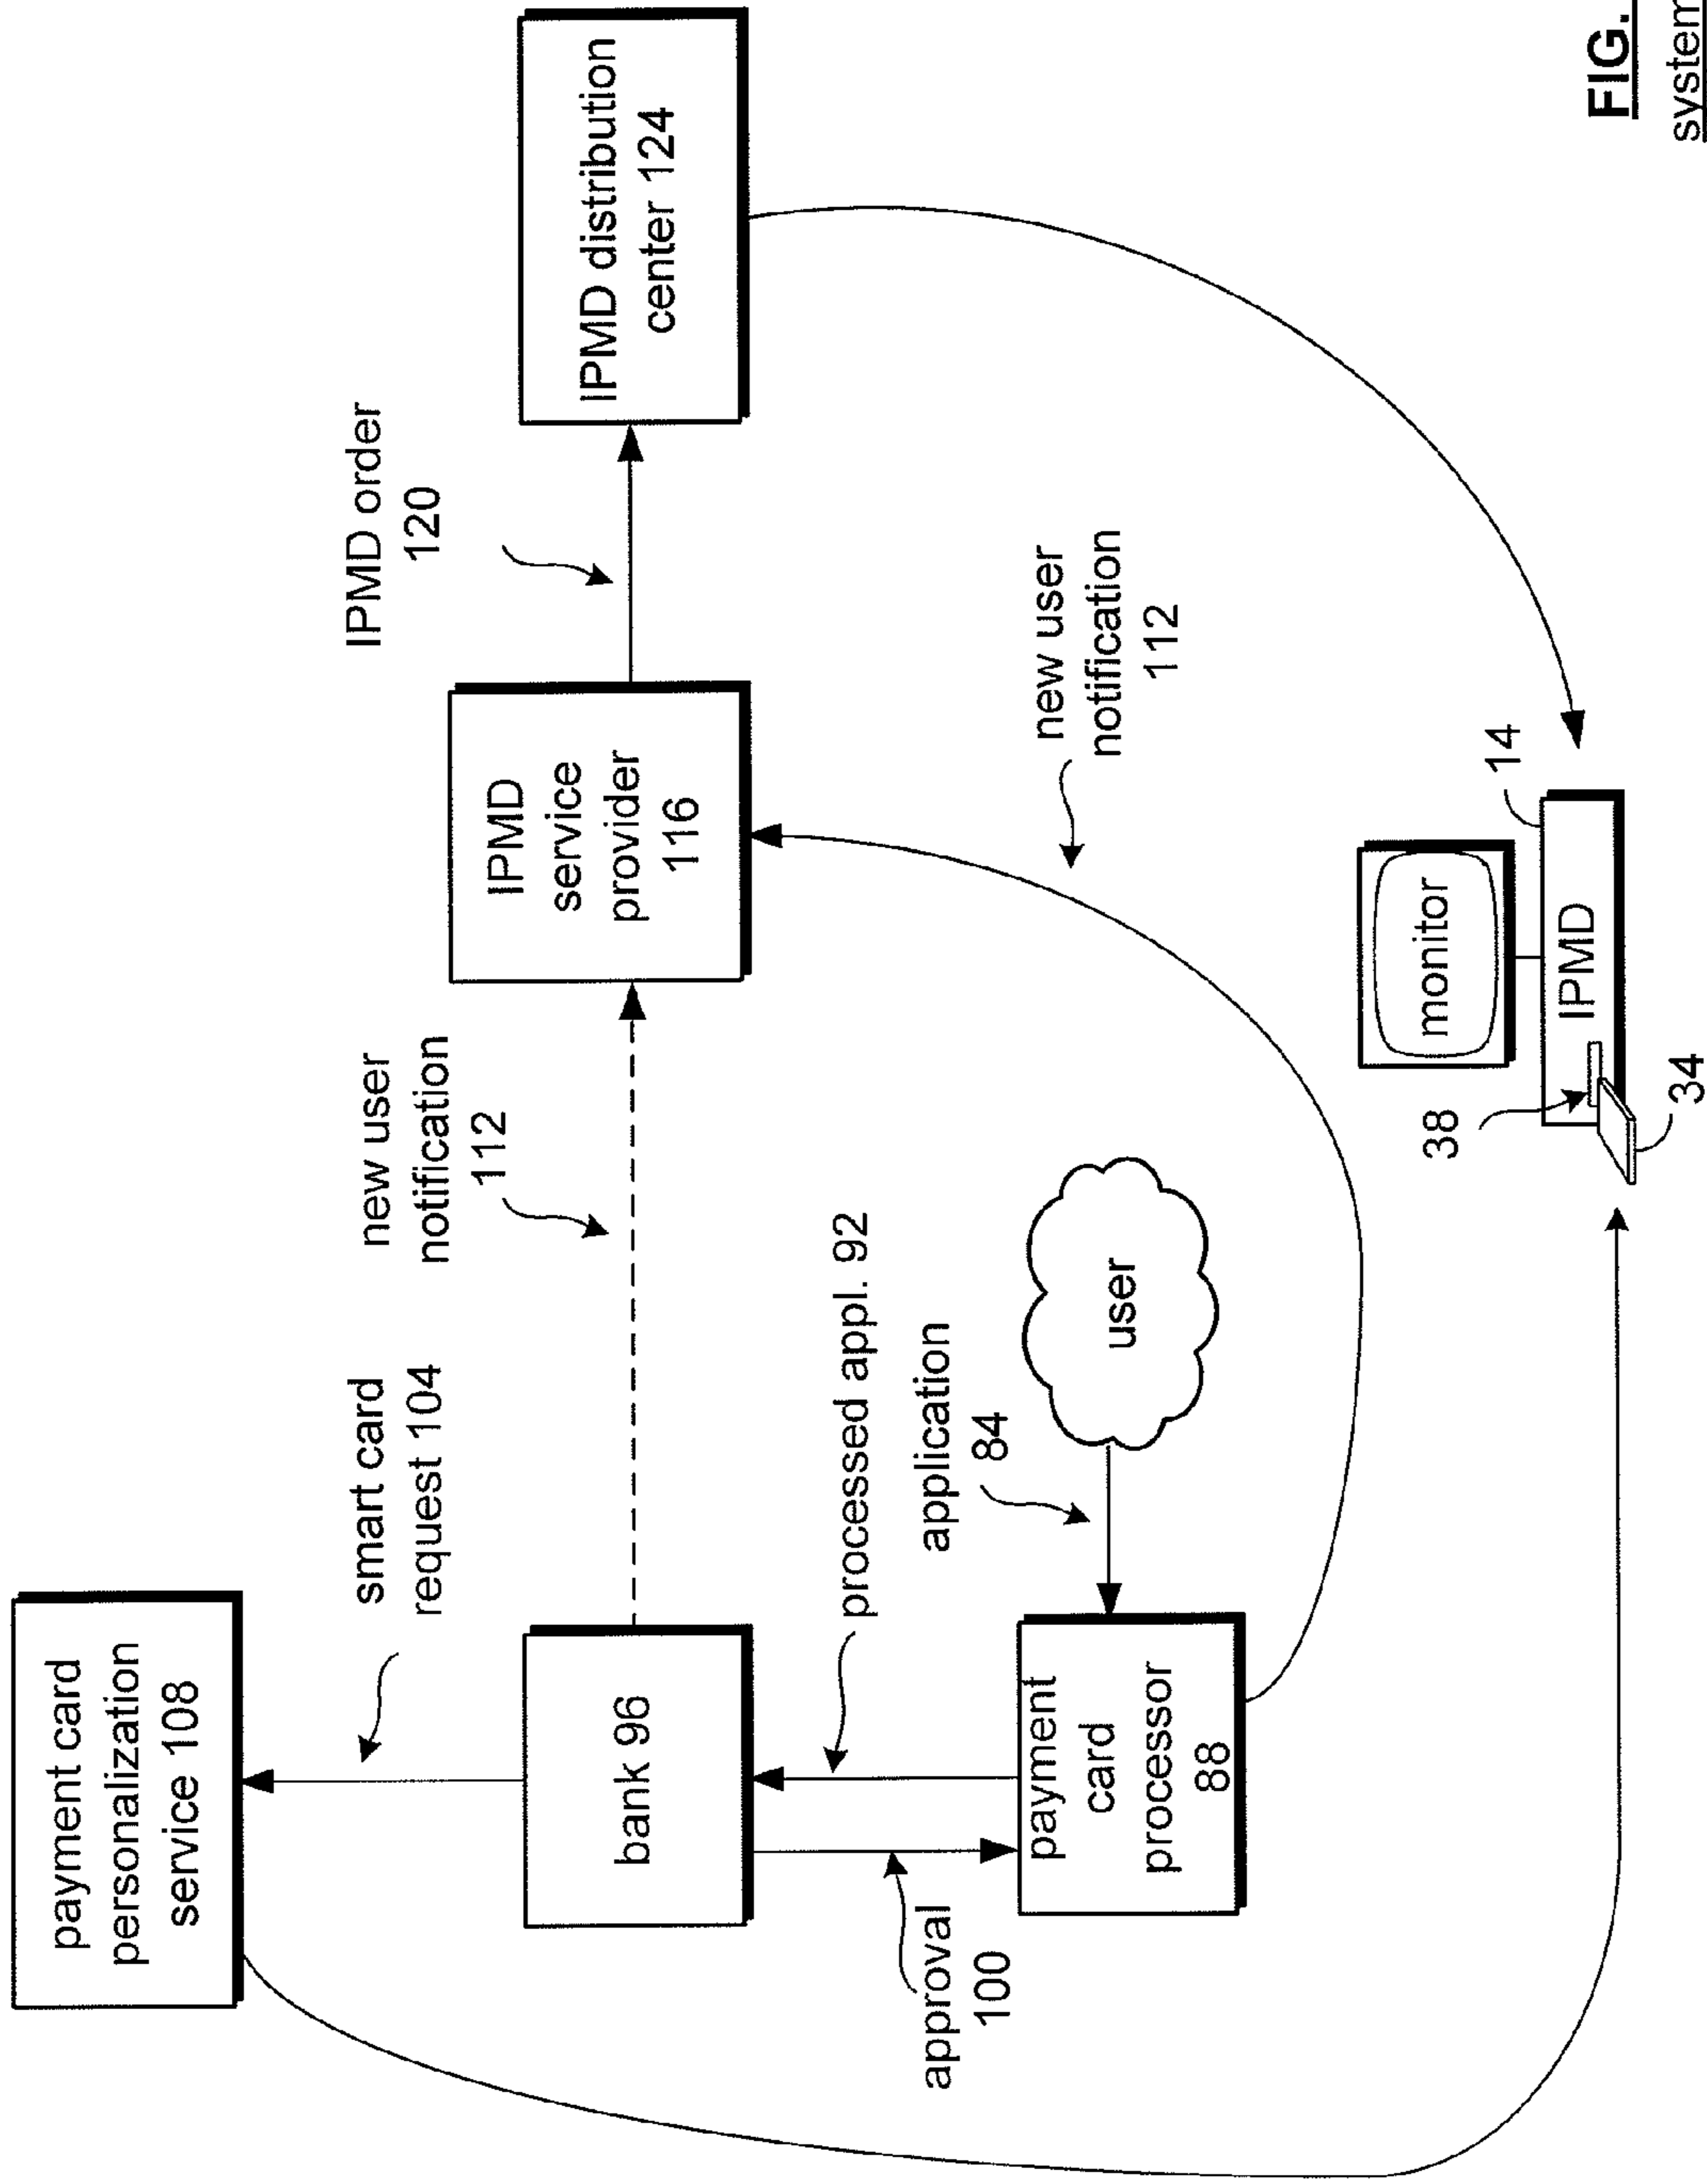 payment card
personalization
service 108
smart card
request 104
new user
notification
112
IPMD order
120
bank 96
IPMD
service
provider
116
IPMD distribution
center 124
approval
100
processed appl. 92
application
84
payment
card
processor
88
user
new user
notification
112
monitor
14
IPMD
38
34
FIG.
system